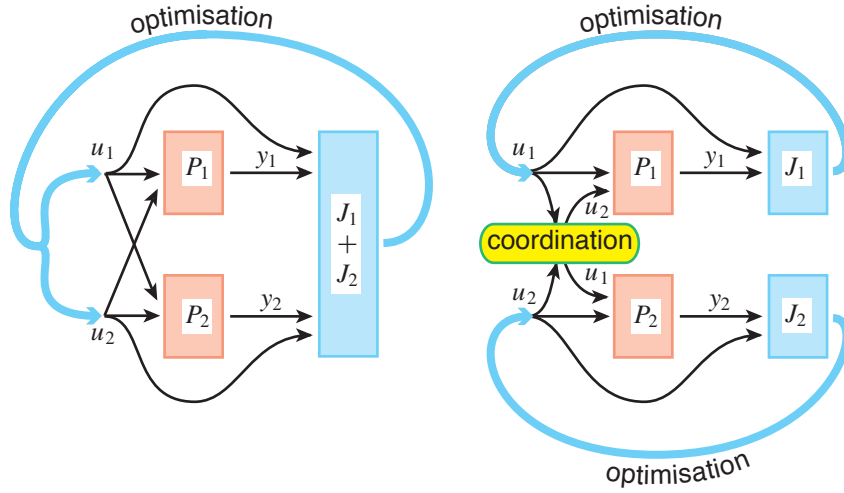 optimisation
u1
P1
y1
J1
+
J2
u2
P2
y2
optimisation
u1
P1
y1
J1
u2
coordination
u2
u1
P2
y2
J2
optimisation